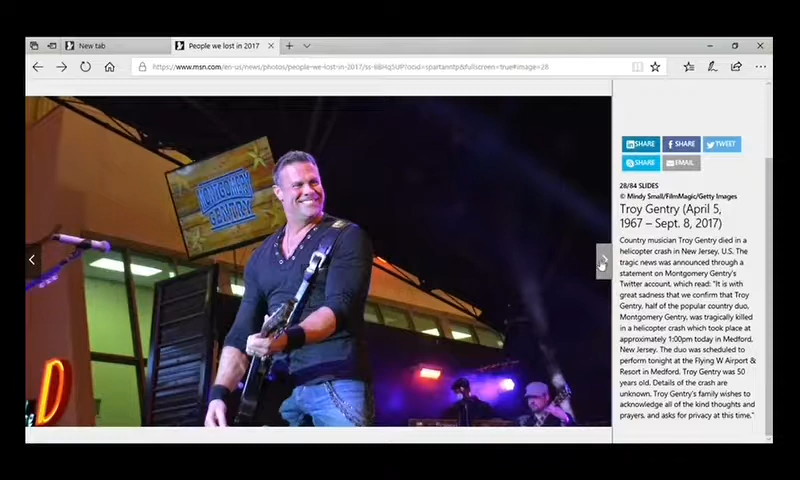 New tab
People we lost in 2017
https://www.msn.com/en-us/news/photos/people-we-lost-in-2017/ss-BBHq5UP?ocid=spartanntp&fullscreen=true#image=28
MONTGOMERY
GENTRY
D
SHARE
SHARE
TWEET
SHARE
EMAIL
28/84 SLIDES
© Mindy Small/FilmMagic/Getty Images
Troy Gentry (April 5,
1967 – Sept. 8, 2017)
Country musician Troy Gentry died in a
helicopter crash in New Jersey, U.S. The
tragic news was announced through a
statement on Montgomery Gentry's
Twitter account, which read: "It is with
great sadness that we confirm that Troy
Gentry, half of the popular country duo,
Montgomery Gentry, was tragically killed
in a helicopter crash which took place at
approximately 1:00pm today in Medford,
New Jersey. The duo was scheduled to
perform tonight at the Flying W Airport &
Resort in Medford. Troy Gentry was 50
years old. Details of the crash are
unknown. Troy Gentry's family wishes to
acknowledge all of the kind thoughts and
prayers, and asks for privacy at this time."